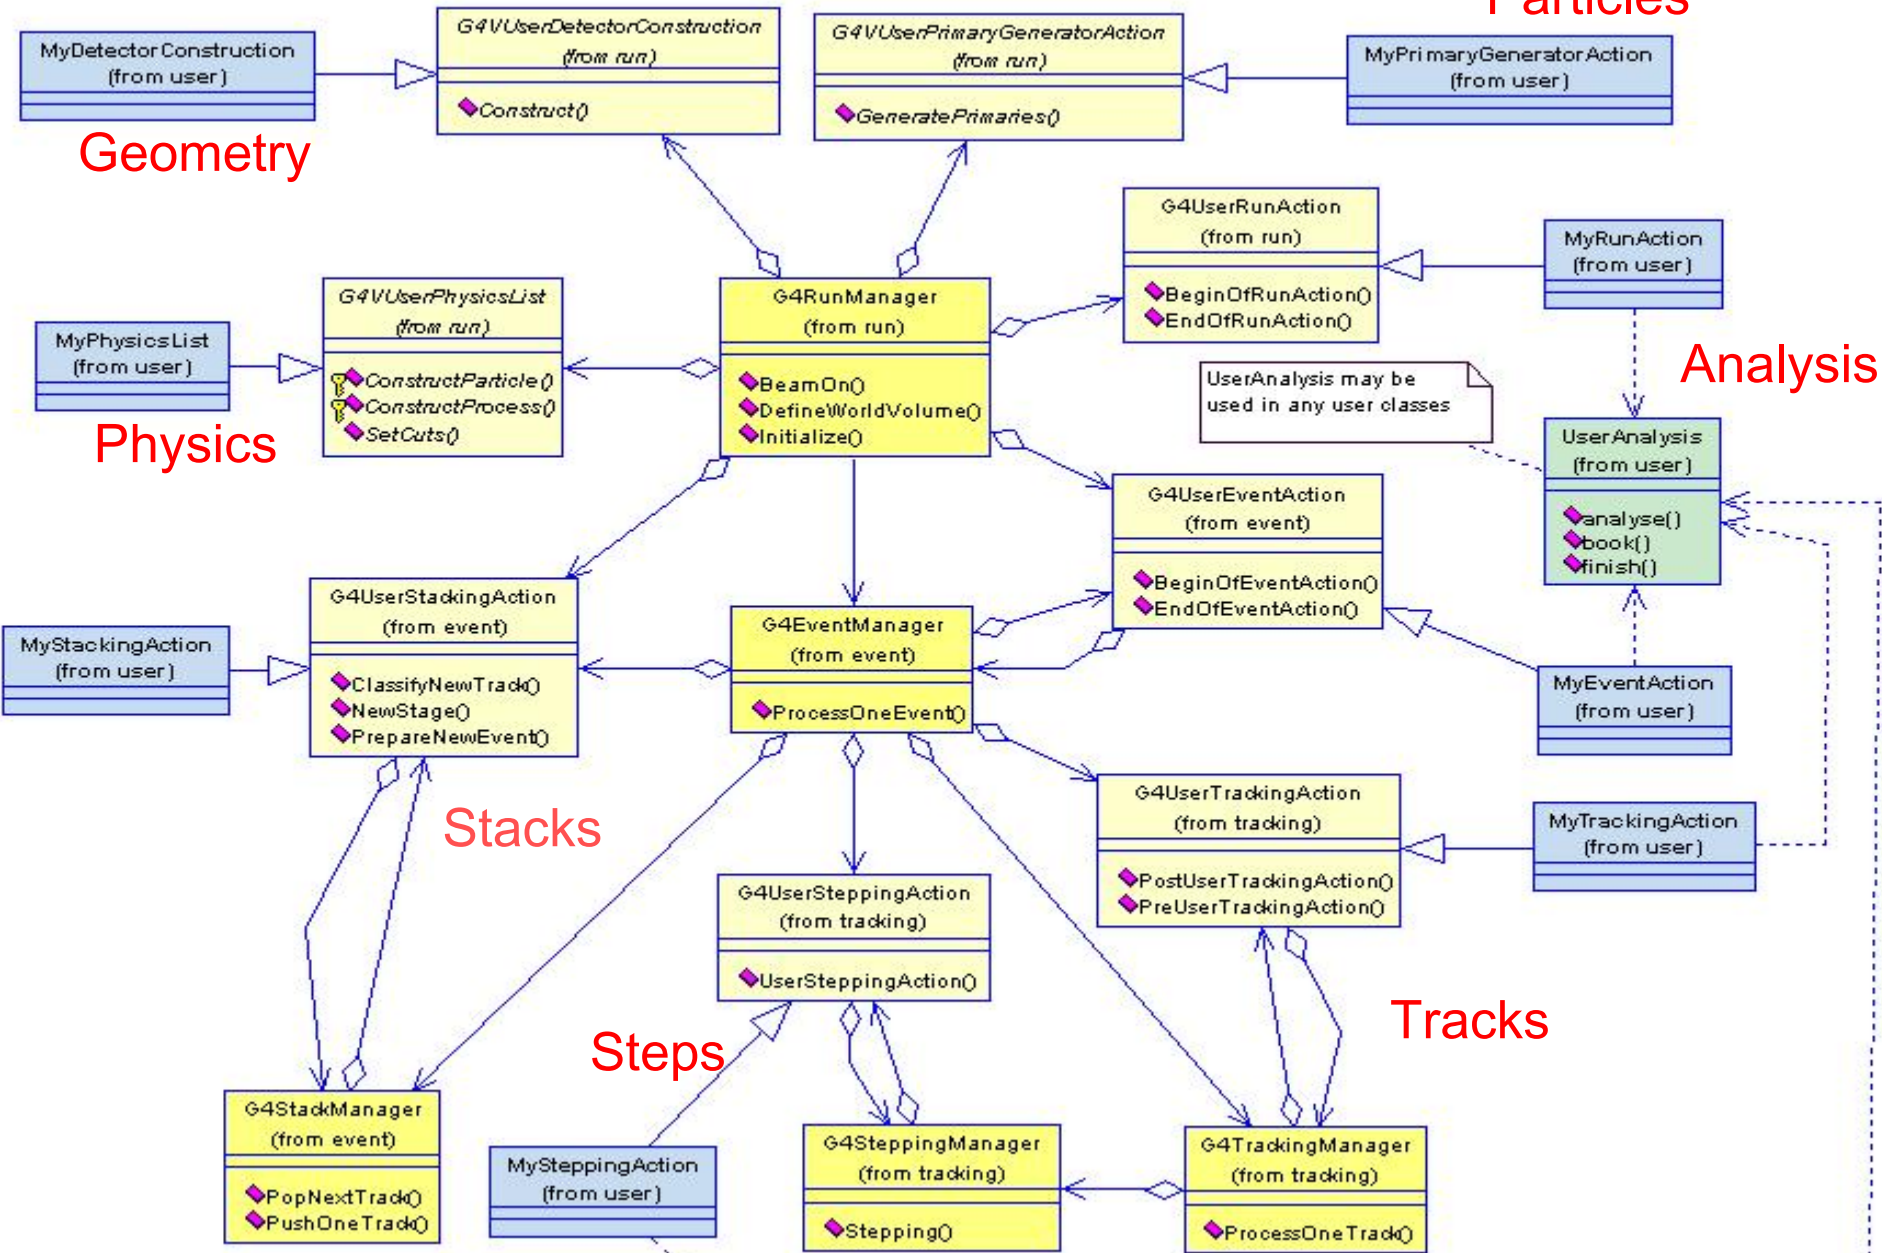 Particles
MyDetectorConstruction
(from user)
G4VUserDetectorConstruction
(from run)
Construct()
G4VUserPrimaryGeneratorAction
(from run)
GeneratePrimaries()
MyPrimaryGeneratorAction
(from user)
Geometry
G4UserRunAction
(from run)
BeginOfRunAction()
EndOfRunAction()
MyRunAction
(from user)
G4VUserPhysicsList
(from run)
ConstructParticle()
ConstructProcess()
SetCuts()
G4RunManager
(from run)
BeamOn()
DefineWorldVolume()
Initialize()
MyPhysicsList
(from user)
Physics
UserAnalysis may be
used in any user classes
Analysis
UserAnalysis
(from user)
analyse()
book()
finish()
G4UserEventAction
(from event)
BeginOfEventAction()
EndOfEventAction()
G4UserStackingAction
(from event)
ClassifyNewTrack()
NewStage()
PrepareNewEvent()
MyStackingAction
(from user)
G4EventManager
(from event)
ProcessOneEvent()
MyEventAction
(from user)
Stacks
G4UserTrackingAction
(from tracking)
PostUserTrackingAction()
PreUserTrackingAction()
MyTrackingAction
(from user)
G4UserSteppingAction
(from tracking)
UserSteppingAction()
Steps
Tracks
G4StackManager
(from event)
PopNextTrack()
PushOneTrack()
MySteppingAction
(from user)
G4SteppingManager
(from tracking)
Stepping()
G4TrackingManager
(from tracking)
ProcessOneTrack()